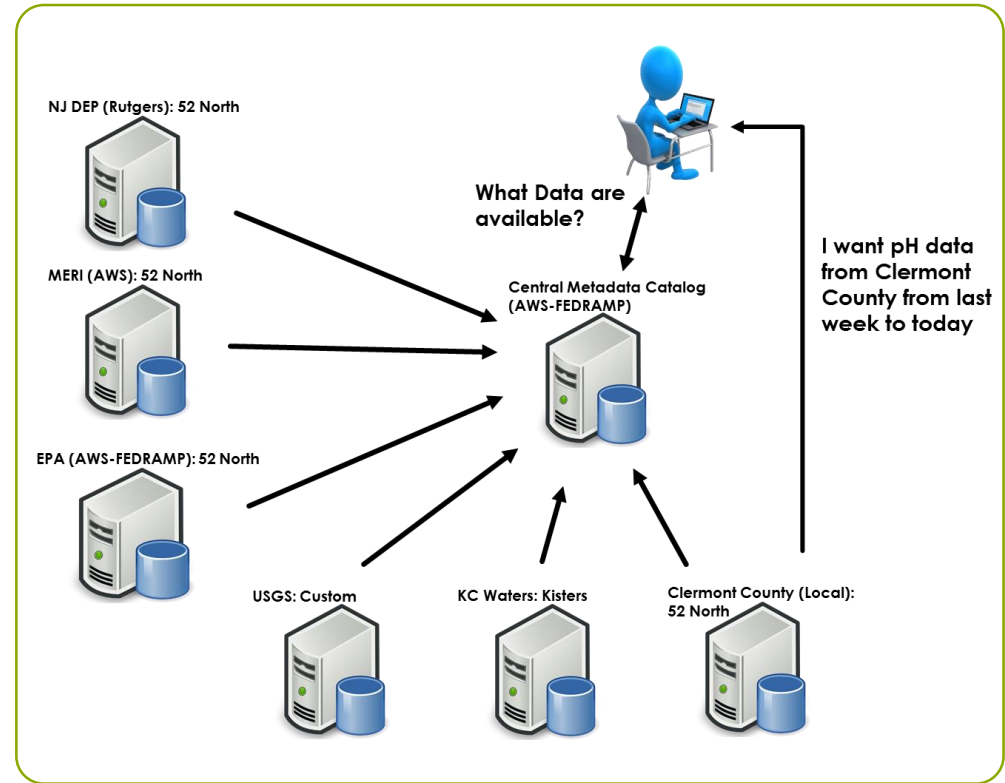 NJ DEP (Rutgers): 52 North
What Data are
available?
I want pH data
from Clermont
County from last
week to today
MERI (AWS): 52 North
Central Metadata Catalog
(AWS-FEDRAMP)
EPA (AWS-FEDRAMP): 52 North
USGS: Custom
KC Waters: Kisters
Clermont County (Local):
52 North